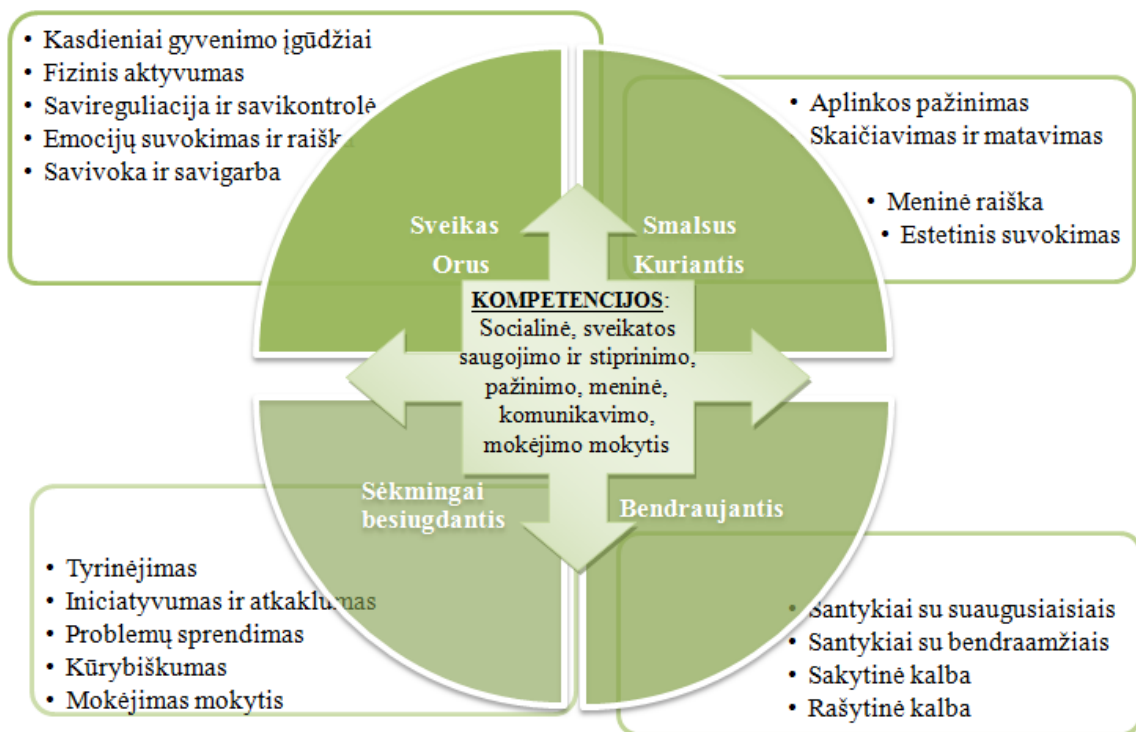 • Kasdieniai gyvenimo įgūdžiai
• Fizinis aktyvumas
• Savireguliacija ir savikontrolė
• Emocijų suvokimas ir raiška
• Savivoka ir savigarba
• Aplinkos pažinimas
• Skaičiavimas ir matavimas
• Meninė raiška
• Estetinis suvokimas
Sveikas
Orus
Smalsus
Kuriantis
KOMPETENCIJOS:
Socialinė, sveikatos
saugojimo ir stiprinimo,
pažinimo, meninė,
komunikavimo,
mokėjimo mokytis
Sėkmingai
besiugdantis
Bendraujantis
• Tyrinėjimas
• Iniciatyvumas ir atkaklumas
• Problemų sprendimas
• Kūrybiškumas
• Mokėjimas mokytis
• Santykiai su suaugusiaisiais
• Santykiai su bendraamžiais
• Sakytinė kalba
• Rašytinė kalba